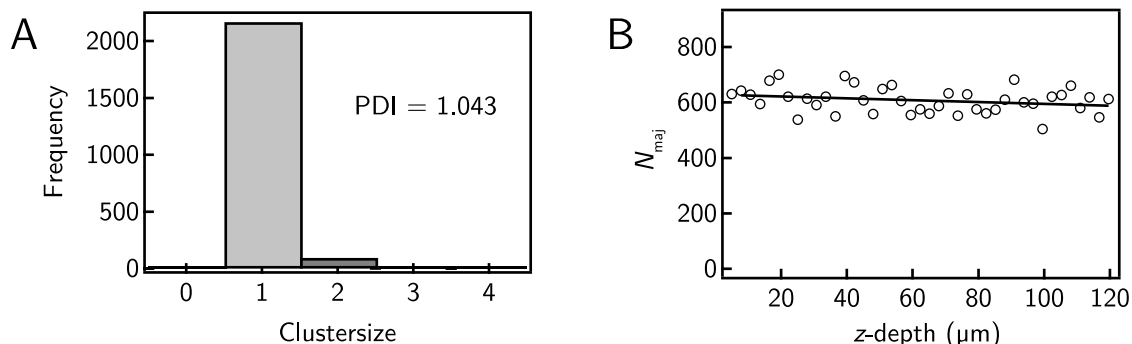 A
2000
1500
1000
500
0
Frequency
PDI = 1.043
0 1 2 3 4
Clustersize
B
800
600
400
200
0
N_maj
20 40 60 80 100 120
z-depth (μm)